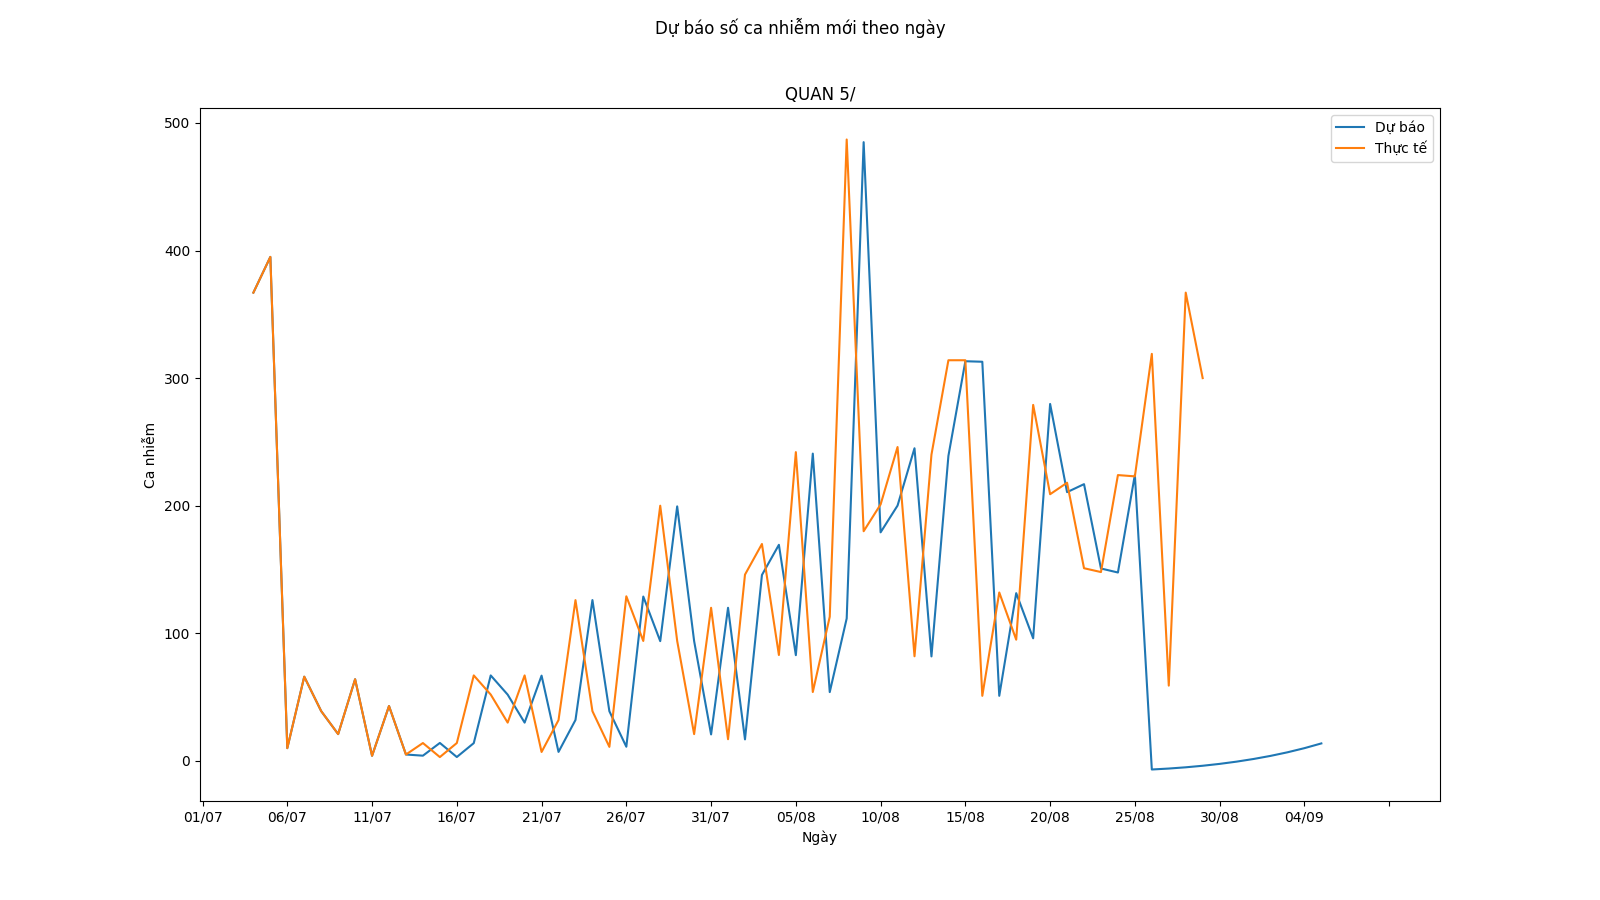 Dự báo số ca nhiễm mới theo ngày
QUAN 5/
Dự báo
Thực tế
500
400
300
200
100
0
Ca nhiễm
01/07 06/07 11/07 16/07 21/07 26/07 31/07 05/08 10/08 15/08 20/08 25/08 30/08 04/09
Ngày